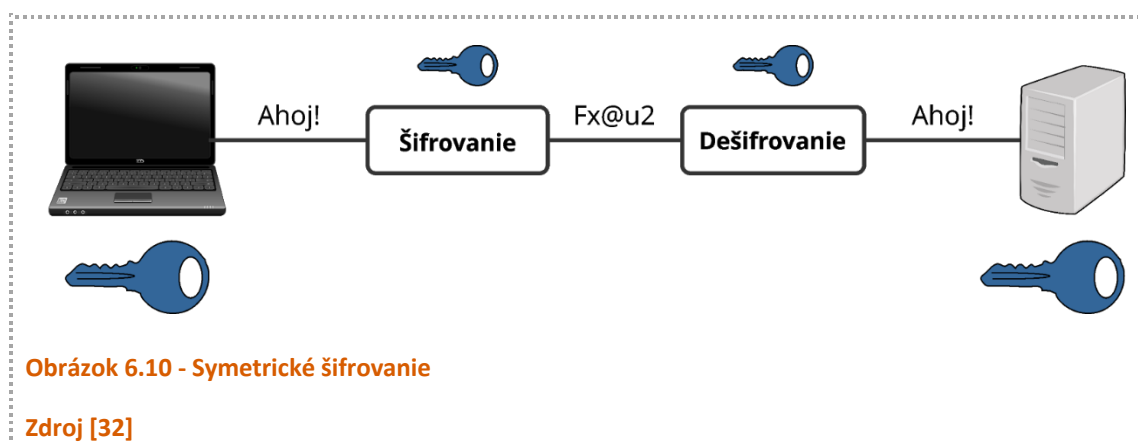 Ahoj!
Šifrovanie
Fx@u2
Dešifrovanie
Ahoj!
Obrázok 6.10 - Symetrické šifrovanie
Zdroj [32]